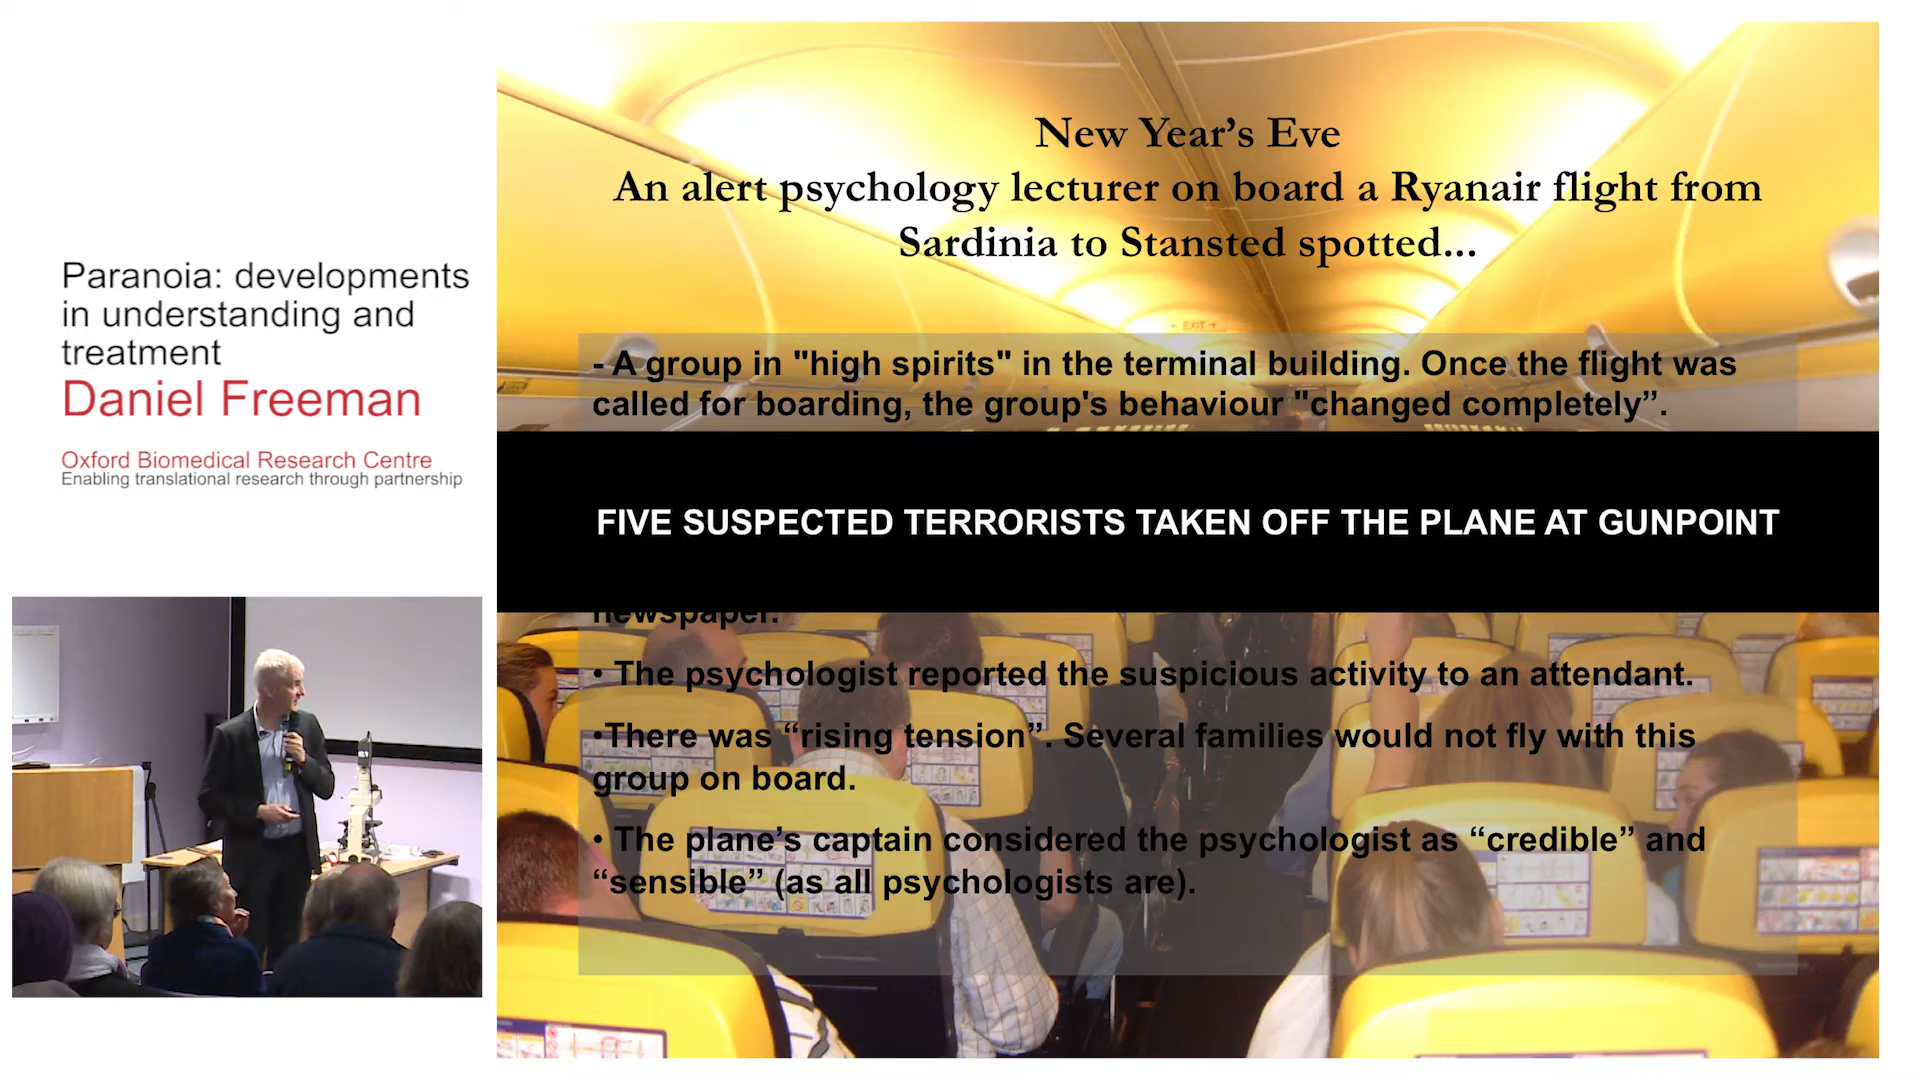 Paranoia: developments
in understanding and
treatment
Daniel Freeman
Oxford Biomedical Research Centre
Enabling translational research through partnership
New Year’s Eve
An alert psychology lecturer on board a Ryanair flight from
Sardinia to Stansted spotted...
← EXIT →
- A group in "high spirits" in the terminal building. Once the flight was
called for boarding, the group's behaviour "changed completely”.
FIVE SUSPECTED TERRORISTS TAKEN OFF THE PLANE AT GUNPOINT
newspaper.
• The psychologist reported the suspicious activity to an attendant.
•There was “rising tension”. Several families would not fly with this
group on board.
• The plane’s captain considered the psychologist as “credible” and
“sensible” (as all psychologists are).